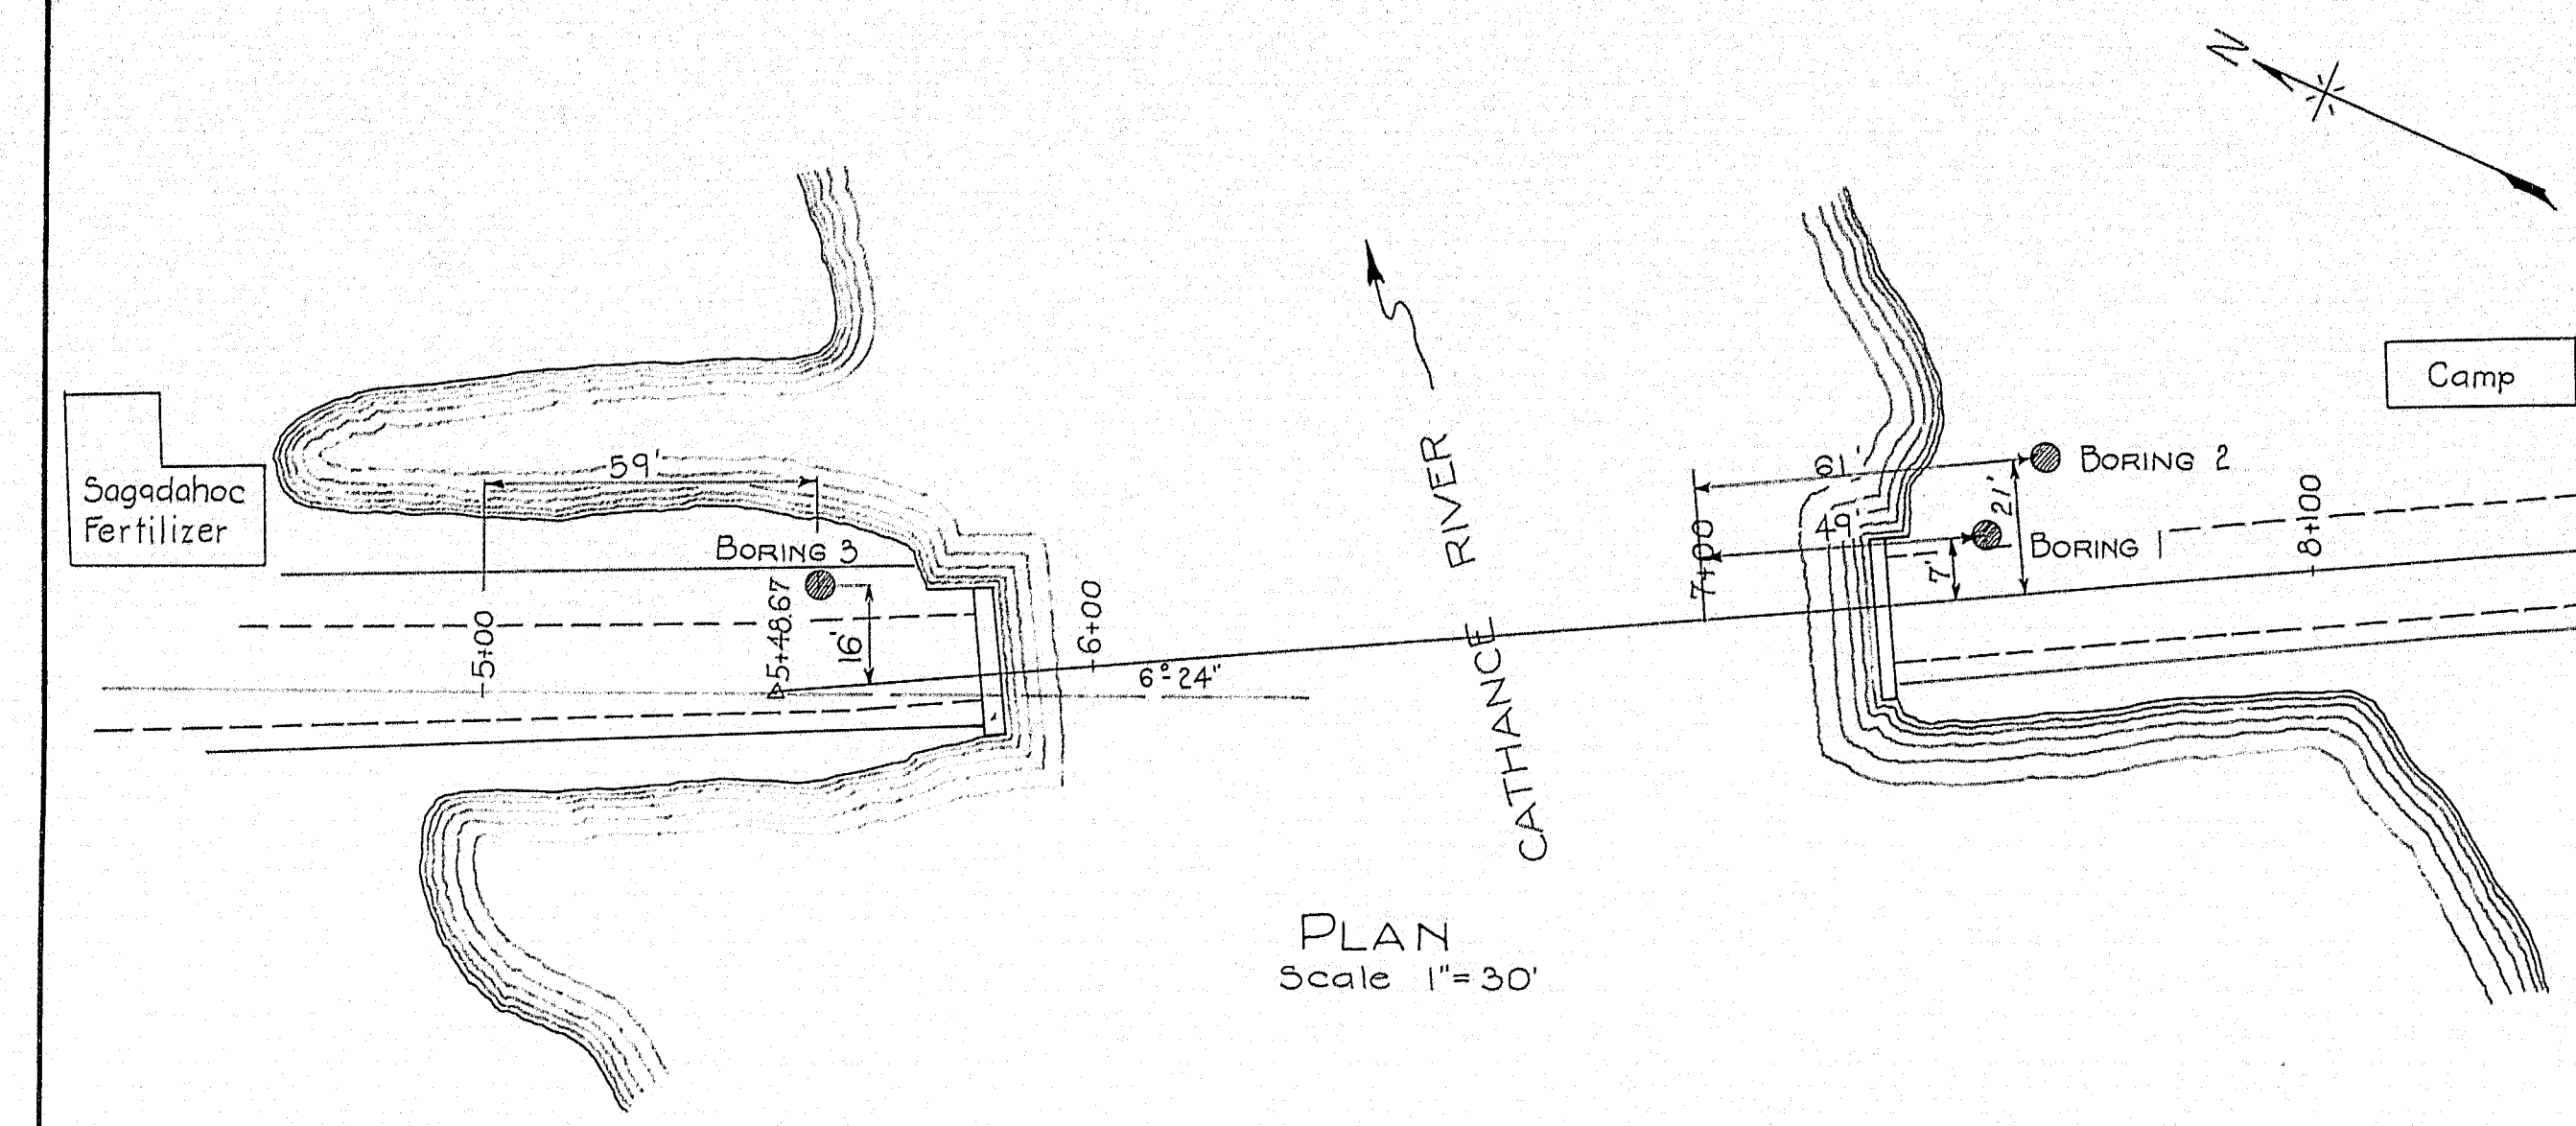 N
Camp
Sagadahoc
Fertilizer
59'
BORING 3
5+00
5+48.67
16'
6+00
6°-24"
CATHANCE RIVER
61'
49'
7+00
7'
21'
BORING 2
BORING 1
8+00
PLAN
Scale 1"=30'